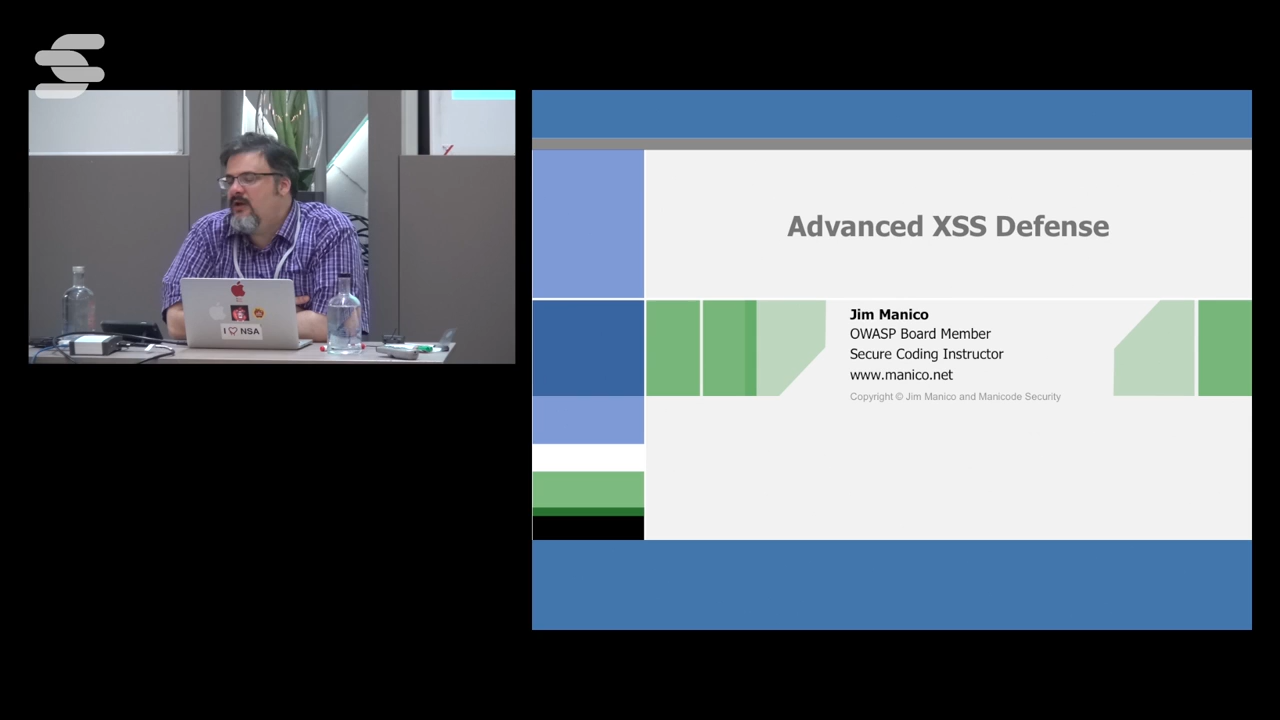 I ♡ NSA
Advanced XSS Defense
Jim Manico
OWASP Board Member
Secure Coding Instructor
www.manico.net
Copyright © Jim Manico and Manicode Security